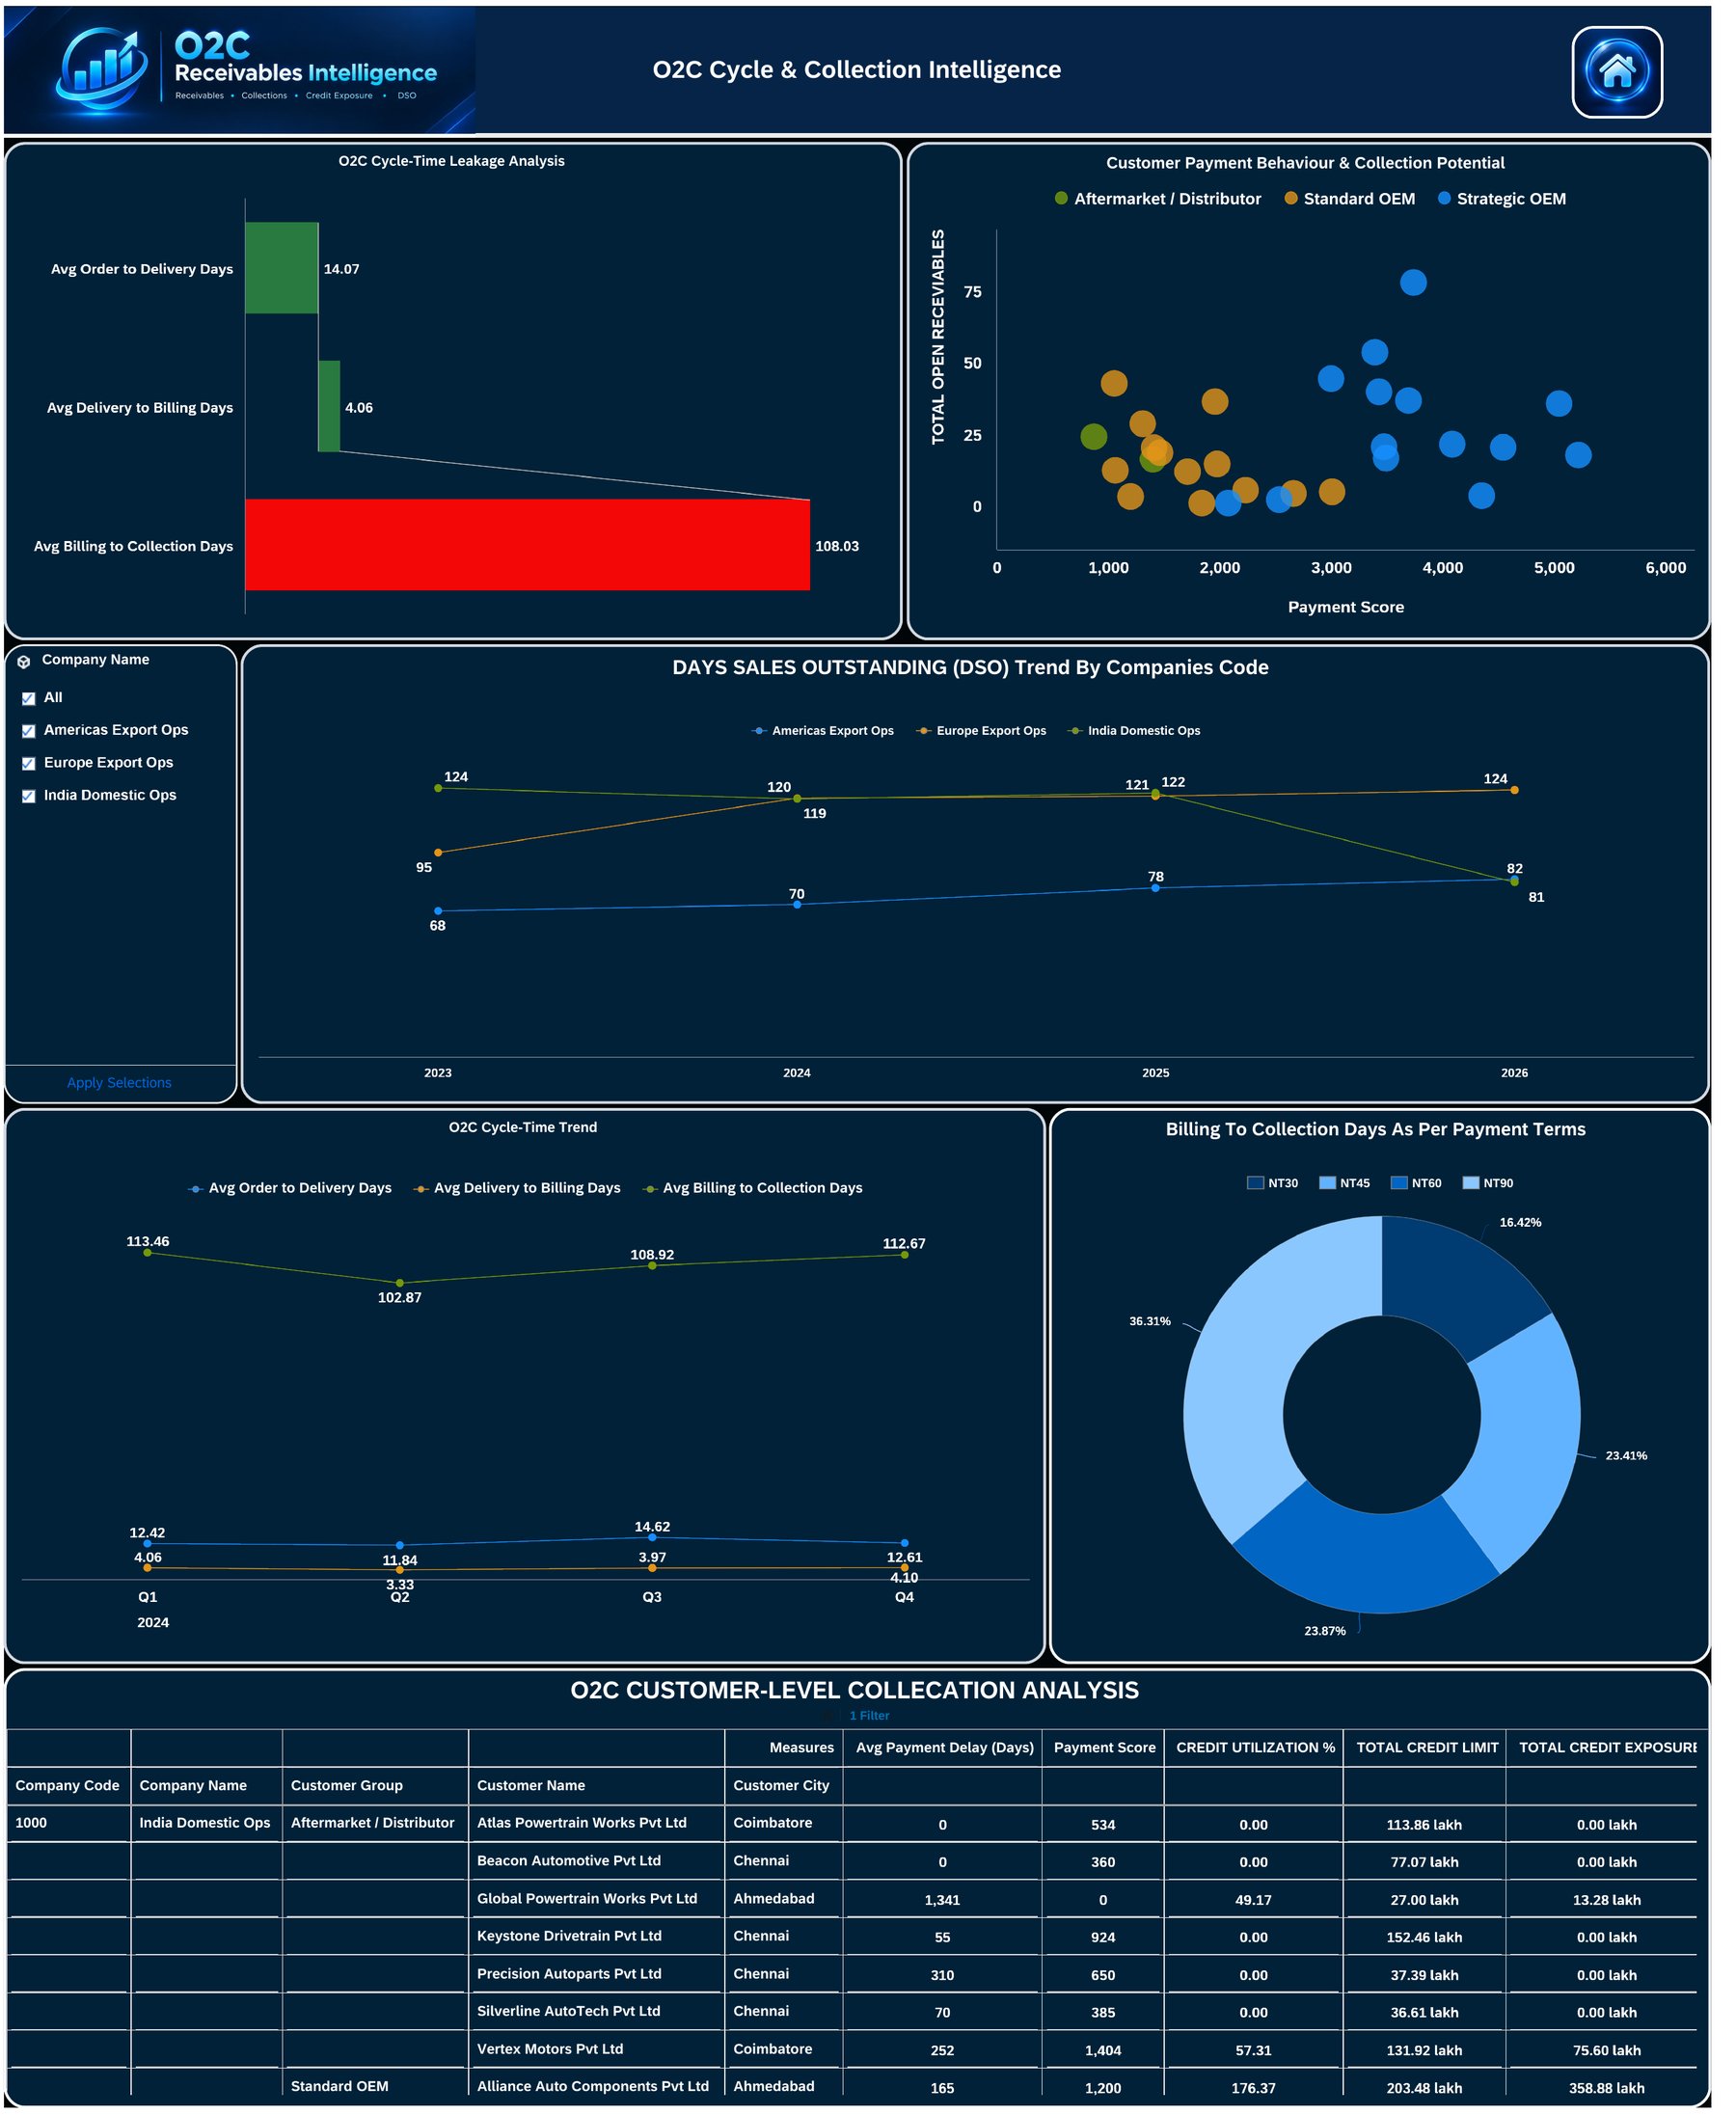 O2C
Receivables Intelligence
Receivables • Collections • Credit Exposure • DSO
O2C Cycle & Collection Intelligence
O2C Cycle-Time Leakage Analysis
Avg Order to Delivery Days
14.07
Avg Delivery to Billing Days
4.06
Avg Billing to Collection Days
108.03
Customer Payment Behaviour & Collection Potential
Aftermarket / Distributor Standard OEM Strategic OEM
TOTAL OPEN RECEVIABLES
75
50
25
0
0 1,000 2,000 3,000 4,000 5,000 6,000
Payment Score
Company Name
All
Americas Export Ops
Europe Export Ops
India Domestic Ops
Apply Selections
DAYS SALES OUTSTANDING (DSO) Trend By Companies Code
Americas Export Ops Europe Export Ops India Domestic Ops
124 120 121 122 124
119
95
82
78
81
70
68
2023 2024 2025 2026
O2C Cycle-Time Trend
Avg Order to Delivery Days Avg Delivery to Billing Days Avg Billing to Collection Days
113.46 102.87 108.92 112.67
12.42 11.84 14.62 12.61
4.06 3.33 3.97 4.10
Q1 Q2 Q3 Q4
2024
Billing To Collection Days As Per Payment Terms
NT30 NT45 NT60 NT90
16.42%
36.31%
23.41%
23.87%
O2C CUSTOMER-LEVEL COLLECATION ANALYSIS
1 Filter
Measures Avg Payment Delay (Days) Payment Score CREDIT UTILIZATION % TOTAL CREDIT LIMIT TOTAL CREDIT EXPOSURE
Company Code Company Name Customer Group Customer Name Customer City
1000 India Domestic Ops Aftermarket / Distributor Atlas Powertrain Works Pvt Ltd Coimbatore 0 534 0.00 113.86 lakh 0.00 lakh
Beacon Automotive Pvt Ltd Chennai 0 360 0.00 77.07 lakh 0.00 lakh
Global Powertrain Works Pvt Ltd Ahmedabad 1,341 0 49.17 27.00 lakh 13.28 lakh
Keystone Drivetrain Pvt Ltd Chennai 55 924 0.00 152.46 lakh 0.00 lakh
Precision Autoparts Pvt Ltd Chennai 310 650 0.00 37.39 lakh 0.00 lakh
Silverline AutoTech Pvt Ltd Chennai 70 385 0.00 36.61 lakh 0.00 lakh
Vertex Motors Pvt Ltd Coimbatore 252 1,404 57.31 131.92 lakh 75.60 lakh
Standard OEM Alliance Auto Components Pvt Ltd Ahmedabad 165 1,200 176.37 203.48 lakh 358.88 lakh